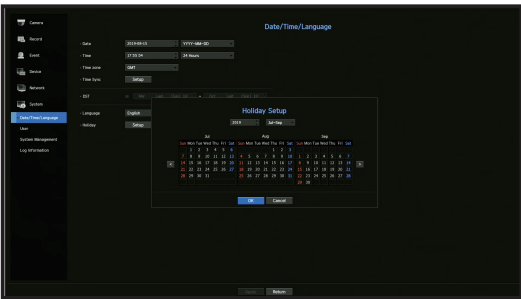 Date/Time/Language
Camera
Record
Event
Device
Network
System
Date/Time/Language
User
System Management
Log Information
- Date 2019-08-15 YYYY-MM-DD
- Time 17:55:54 24 Hours
- Time zone GMT
- Time Sync Setup
- DST
- Language English
- Holiday Setup
Holiday Setup
2019 Jul~Sep
Jul Aug Sep
Sun Mon Tue Wed Thu Fri Sat Sun Mon Tue Wed Thu Fri Sat Sun Mon Tue Wed Thu Fri Sat
1 2 3 4 5 6 1 2 3
7 8 9 10 11 12 13 4 5 6 7 8 9 10 1 2 3 4 5 6 7
14 15 16 17 18 19 20 11 12 13 14 15 16 17 8 9 10 11 12 13 14
21 22 23 24 25 26 27 18 19 20 21 22 23 24 15 16 17 18 19 20 21
28 29 30 31 25 26 27 28 29 30 31 22 23 24 25 26 27 28
29 30
OK Cancel
Return